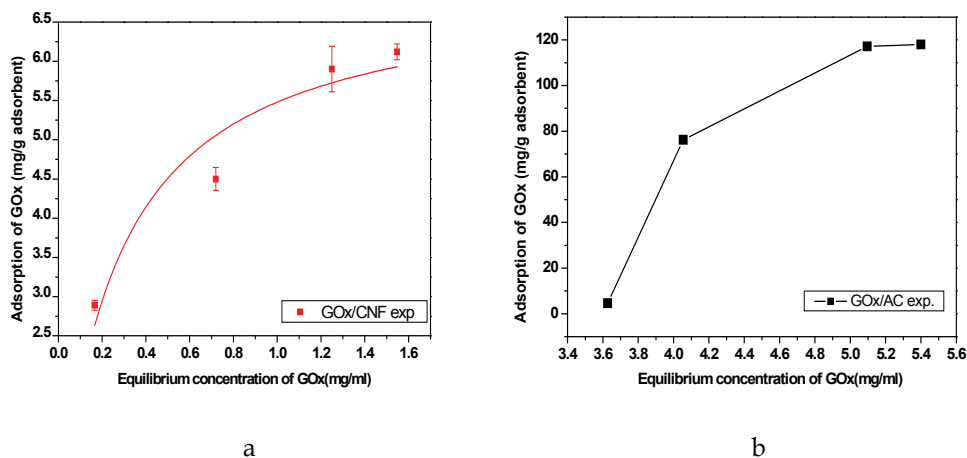 6.5
6.0
5.5
5.0
4.5
4.0
3.5
3.0
2.5
Adsorption of GOx (mg/g adsorbent)
GOx/CNF exp
0.0 0.2 0.4 0.6 0.8 1.0 1.2 1.4 1.6
Equilibrium concentration of GOx(mg/ml)
a
120
100
80
60
40
20
0
Adsorption of GOx (mg/g adsorbent)
GOx/AC exp.
3.4 3.6 3.8 4.0 4.2 4.4 4.6 4.8 5.0 5.2 5.4 5.6
Equilibrium concentration of GOx(mg/ml)
b